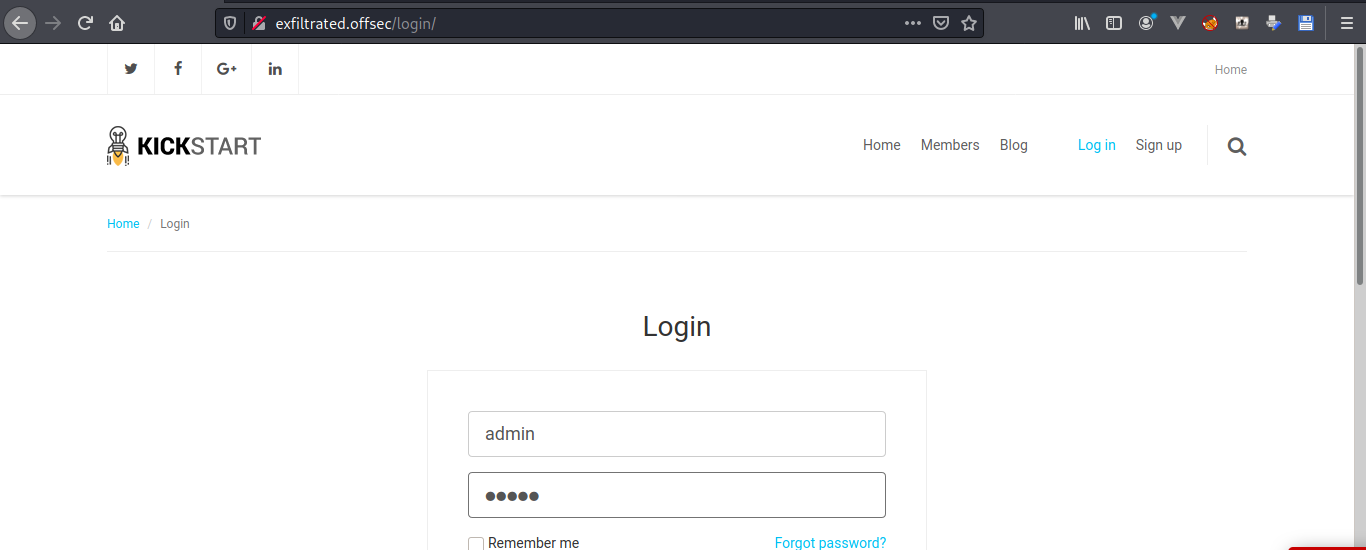 exfiltrated.offsec/login/
G+ in Home
KICKSTART Home Members Blog Log in Sign up
Home / Login
Login
admin
●●●●●
Remember me Forgot password?